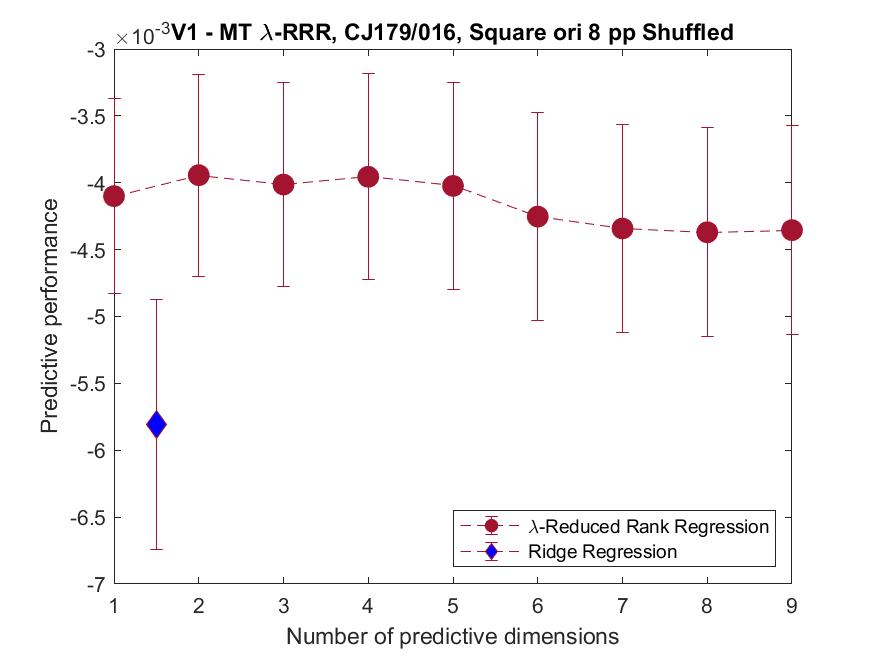 ×10-3
V1 - MT λ-RRR, CJ179/016, Square ori 8 pp Shuffled
-3
-3.5
-4
-4.5
-5
-5.5
-6
-6.5
-7
Predictive performance
1 2 3 4 5 6 7 8 9
Number of predictive dimensions
λ-Reduced Rank Regression
Ridge Regression